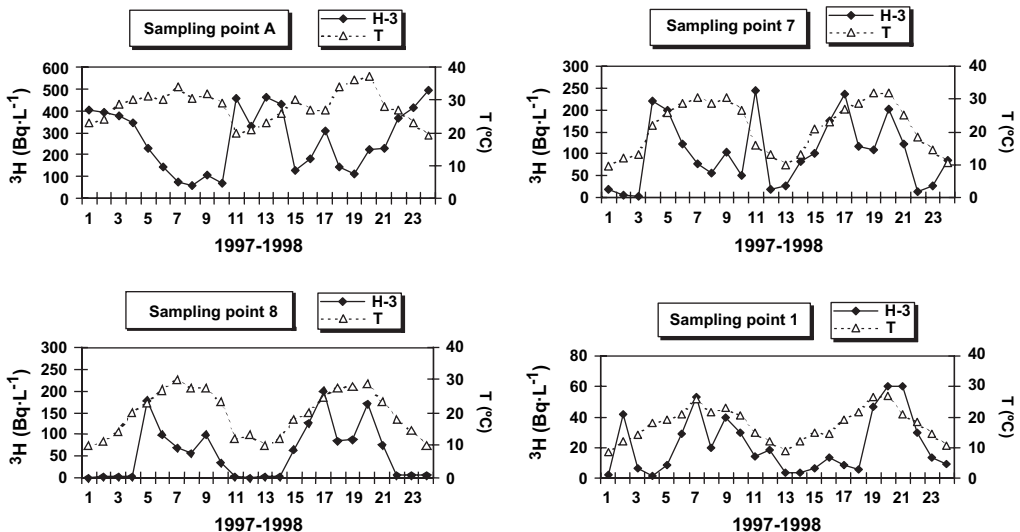 Sampling point A
H-3
T
600
500
400
300
200
100
0
³H (Bq·L⁻¹)
40
30
20
10
0
T (°C)
1 3 5 7 9 11 13 15 17 19 21 23
1997-1998
Sampling point 7
H-3
T
300
250
200
150
100
50
0
³H (Bq·L⁻¹)
40
30
20
10
0
T (°C)
1 3 5 7 9 11 13 15 17 19 21 23
1997-1998
Sampling point 8
H-3
T
300
250
200
150
100
50
0
³H (Bq·L⁻¹)
40
30
20
10
0
T (°C)
1 3 5 7 9 11 13 15 17 19 21 23
1997-1998
Sampling point 1
H-3
T
80
60
40
20
0
³H (Bq·L⁻¹)
40
30
20
10
0
T (°C)
1 3 5 7 9 11 13 15 17 19 21 23
1997-1998